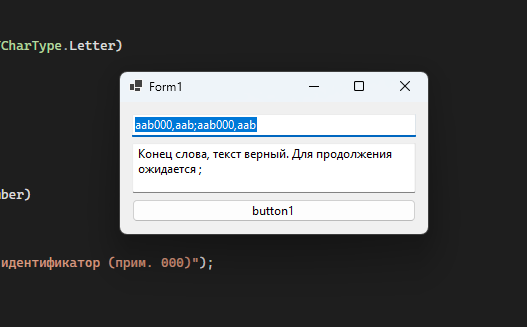 CharType.Letter)
Form1
aab000,aab;aab000,aab
Конец слова, текст верный. Для продолжения
ожидается ;
ber)
button1
идентификатор (прим. 000)");